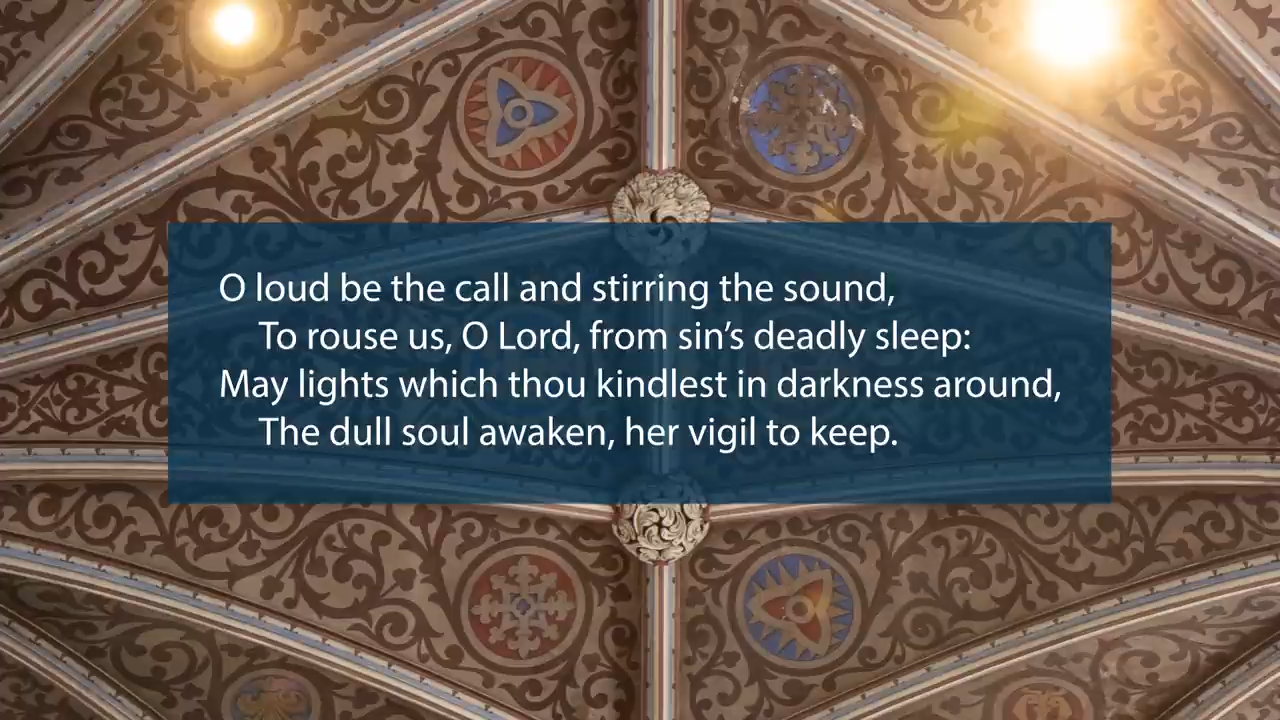 O loud be the call and stirring the sound,
To rouse us, O Lord, from sin’s deadly sleep:
May lights which thou kindlest in darkness around,
The dull soul awaken, her vigil to keep.